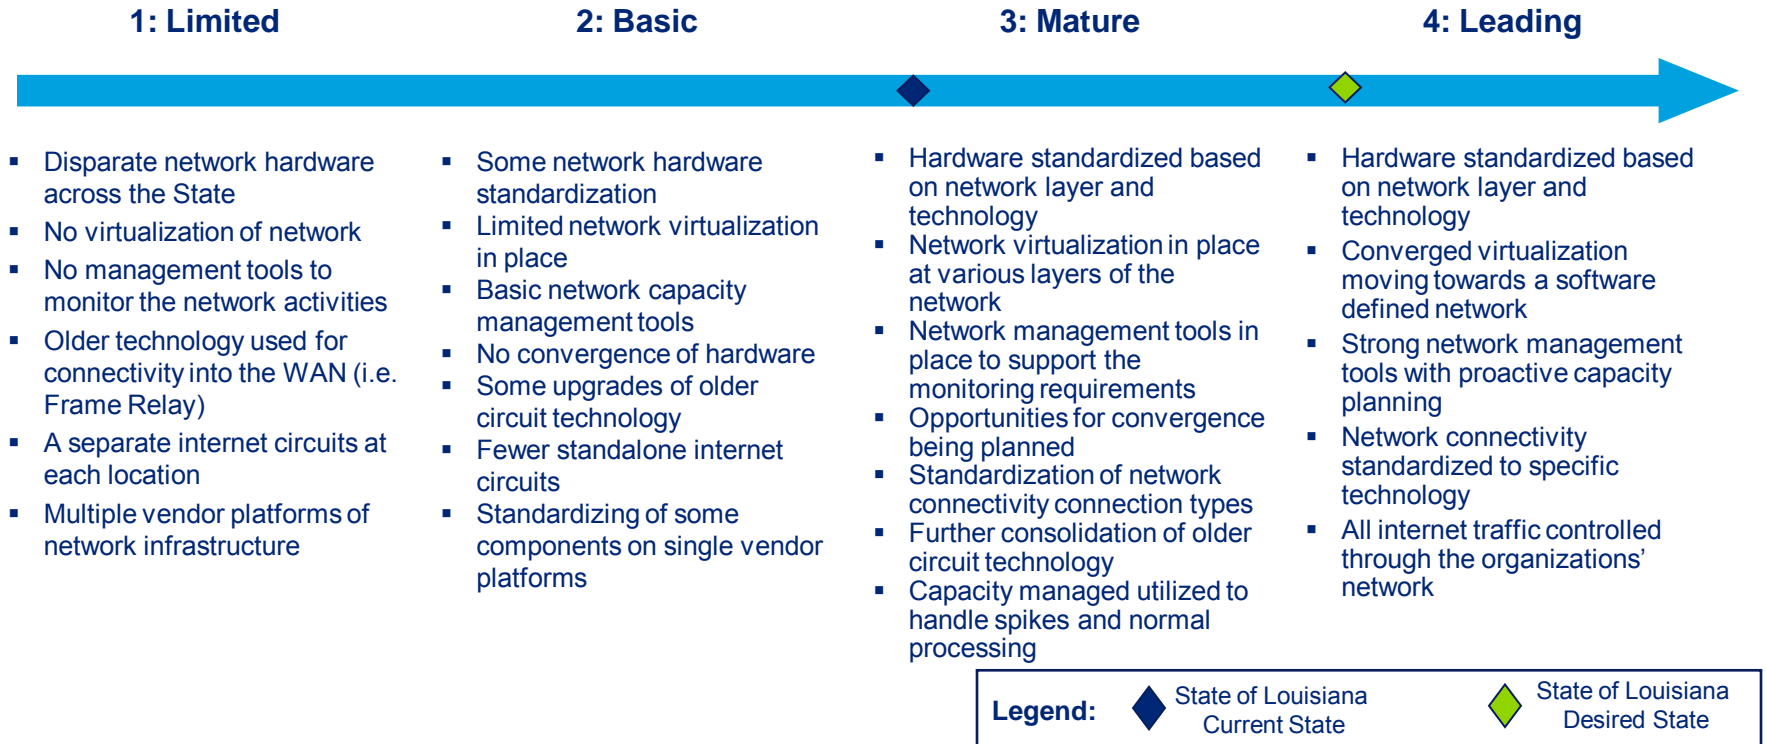 1: Limited
2: Basic
3: Mature
4: Leading
▪ Disparate network hardware
across the State
▪ No virtualization of network
▪ No management tools to
monitor the network activities
▪ Older technology used for
connectivity into the WAN (i.e.
Frame Relay)
▪ A separate internet circuits at
each location
▪ Multiple vendor platforms of
network infrastructure
▪ Some network hardware
standardization
▪ Limited network virtualization
in place
▪ Basic network capacity
management tools
▪ No convergence of hardware
▪ Some upgrades of older
circuit technology
▪ Fewer standalone internet
circuits
▪ Standardizing of some
components on single vendor
platforms
▪ Hardware standardized based
on network layer and
technology
▪ Network virtualization in place
at various layers of the
network
▪ Network management tools in
place to support the
monitoring requirements
▪ Opportunities for convergence
being planned
▪ Standardization of network
connectivity connection types
▪ Further consolidation of older
circuit technology
▪ Capacity managed utilized to
handle spikes and normal
processing
▪ Hardware standardized based
on network layer and
technology
▪ Converged virtualization
moving towards a software
defined network
▪ Strong network management
tools with proactive capacity
planning
▪ Network connectivity
standardized to specific
technology
▪ All internet traffic controlled
through the organizations’
network
Legend:
State of Louisiana
Current State
State of Louisiana
Desired State